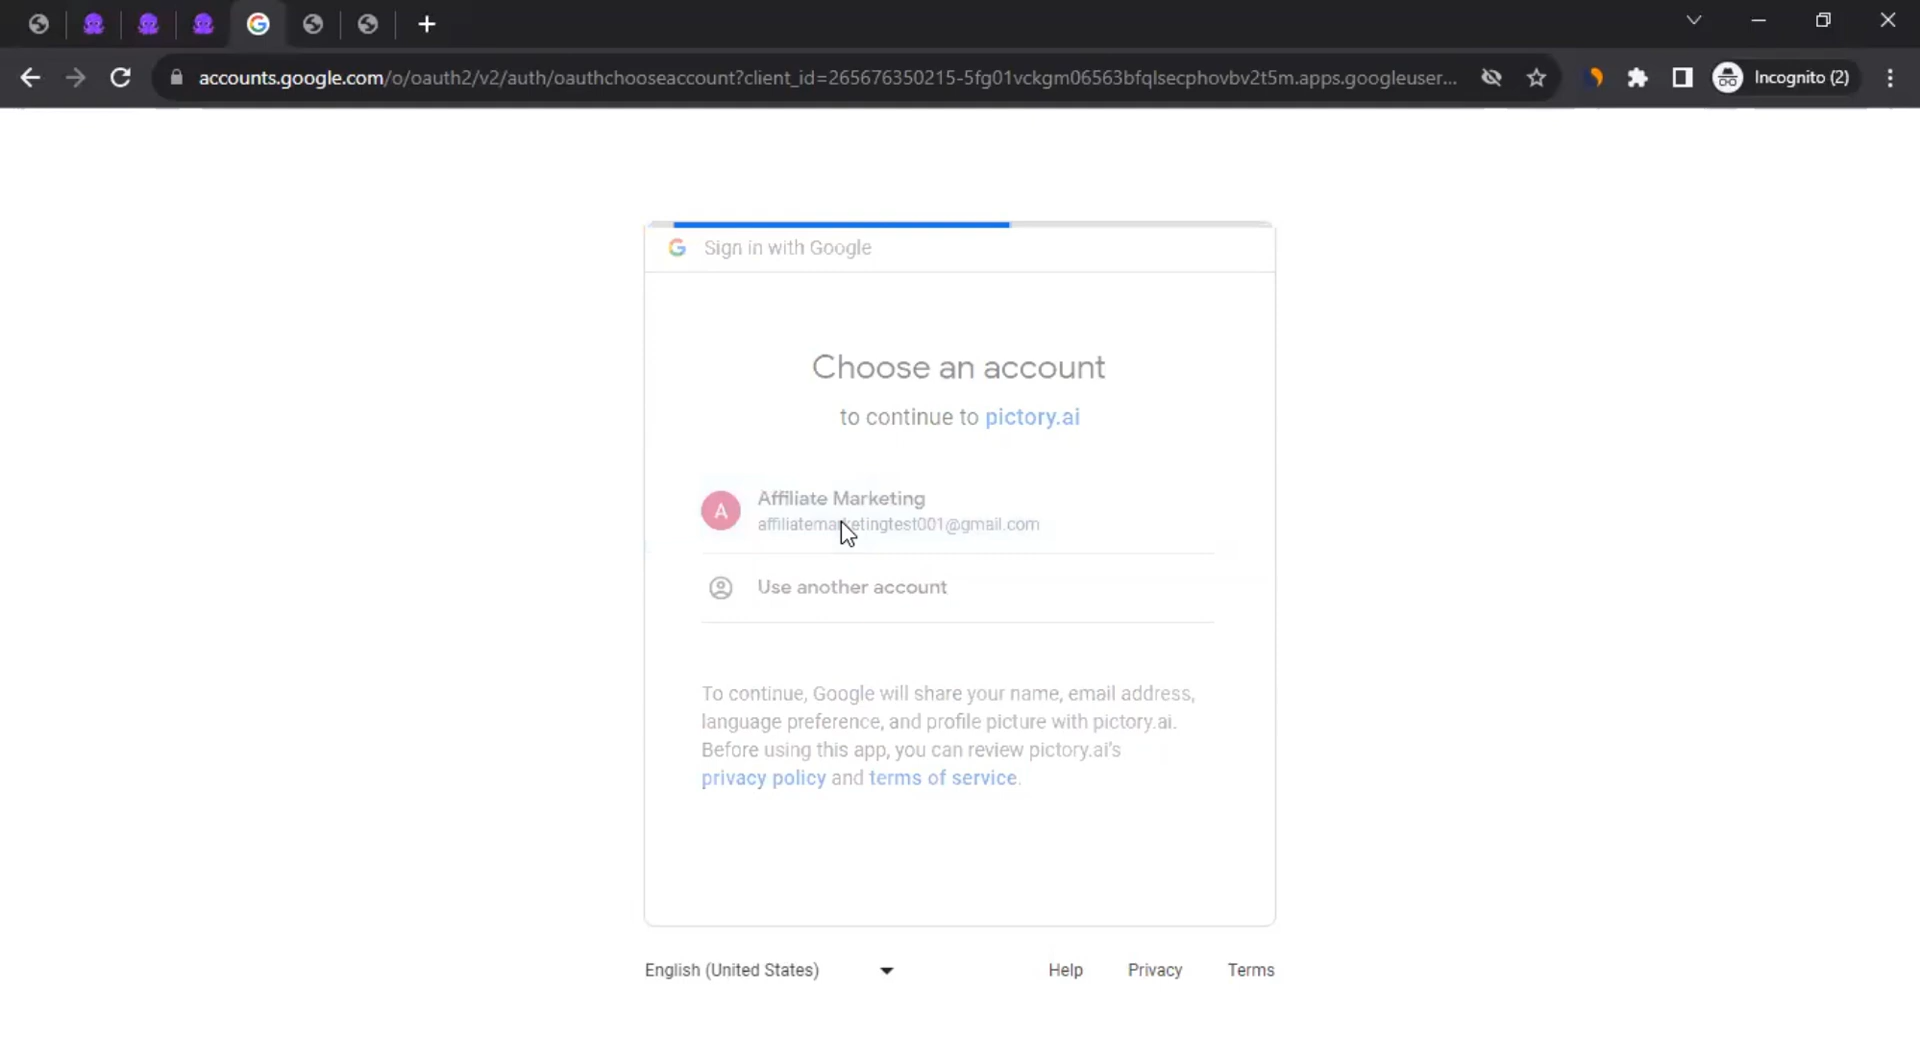 accounts.google.com/o/oauth2/v2/auth/oauthchooseaccount?client_id=265676350215-5fg01vckgm06563bfqlsecphovbv2t5m.apps.googleuser...
Incognito (2)
Sign in with Google
Choose an account
to continue to pictory.ai
A
Affiliate Marketing
affiliatemarketingtest001@gmail.com
Use another account
To continue, Google will share your name, email address,
language preference, and profile picture with pictory.ai.
Before using this app, you can review pictory.ai's
privacy policy and terms of service.
English (United States)
Help
Privacy
Terms